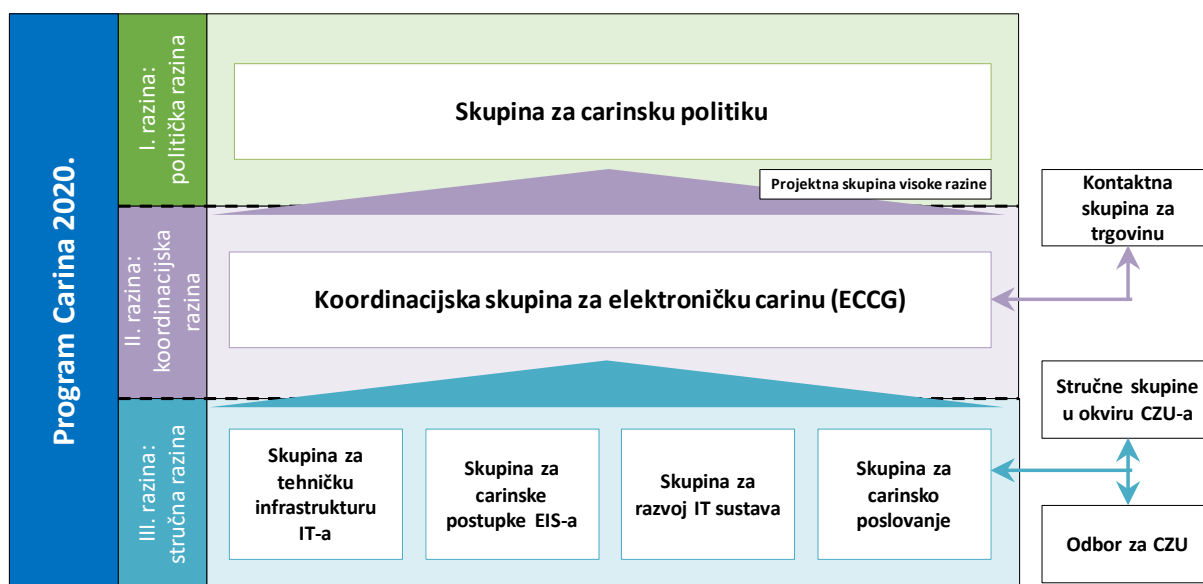 Program Carina 2020.
I. razina:
politička razina
Skupina za carinsku politiku
Projektna skupina visoke razine
II. razina:
koordinacijska
razina
Koordinacijska skupina za elektroničku carinu (ECCG)
Kontaktna
skupina za
trgovinu
III. razina:
stručna razina
Skupina za
tehničku
infrastrukturu
IT-a
Skupina za
carinske
postupke EIS-a
Skupina za
razvoj IT sustava
Skupina za
carinsko
poslovanje
Stručne skupine
u okviru CZU-a
Odbor za CZU